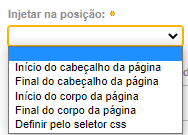 Injetar na posição:
Início do cabeçalho da página
Final do cabeçalho da página
Início do corpo da página
Final do corpo da página
Definir pelo seletor css